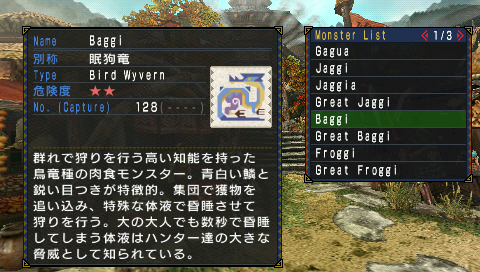 Name Baggi
別称 眠狗竜
Type Bird Wyvern
危険度 ★★
No. (Capture) 128(----)
群れで狩りを行う高い知能を持った
鳥竜種の肉食モンスター。青白い鱗と
鋭い目つきが特徴的。集団で獲物を
追い込み、特殊な体液で昏睡させて
狩りを行う。大の大人でも数秒で昏睡
してしまう体液はハンター達の大きな
脅威として知られている。
Monster List 1/3
Gagua
Jaggi
Jaggia
Great Jaggi
Baggi
Great Baggi
Froggi
Great Froggi